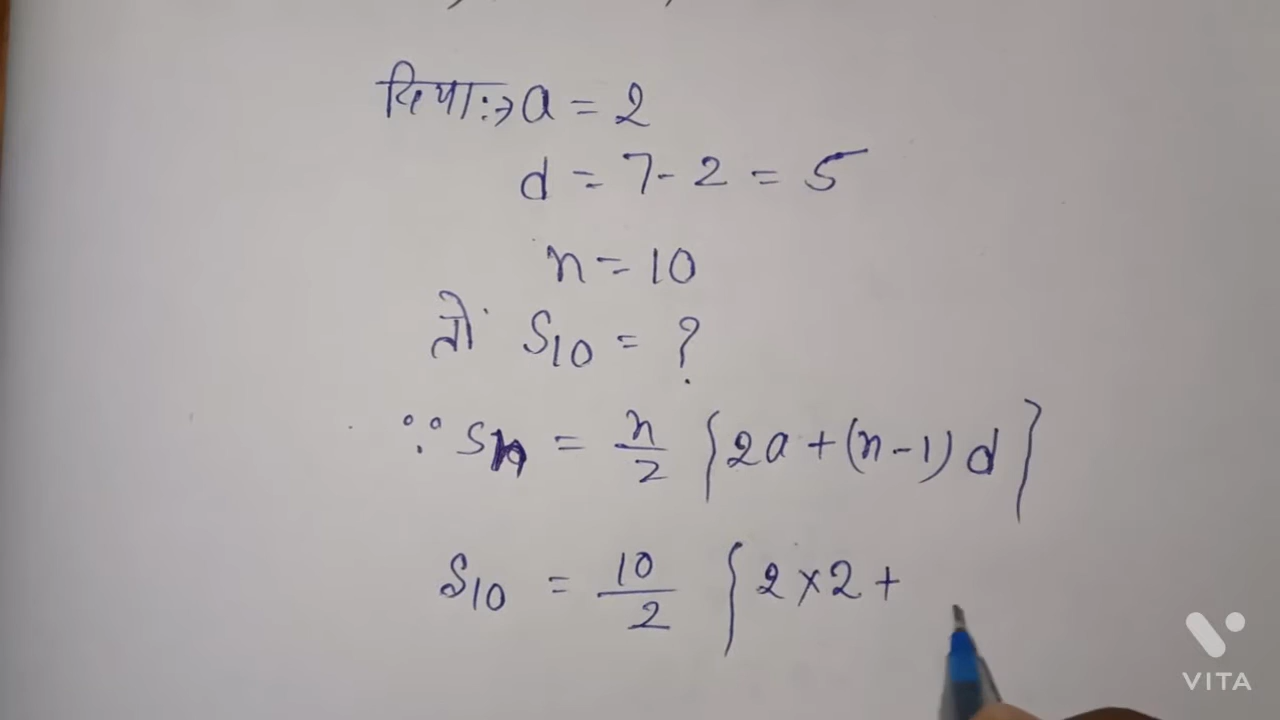 दिया:→ a = 2
d = 7 - 2 = 5
n = 10
तो S10 = ?
∵ Sn = n/2 {2a + (n-1) d}
S10 = 10/2 {2 × 2 +
VITA